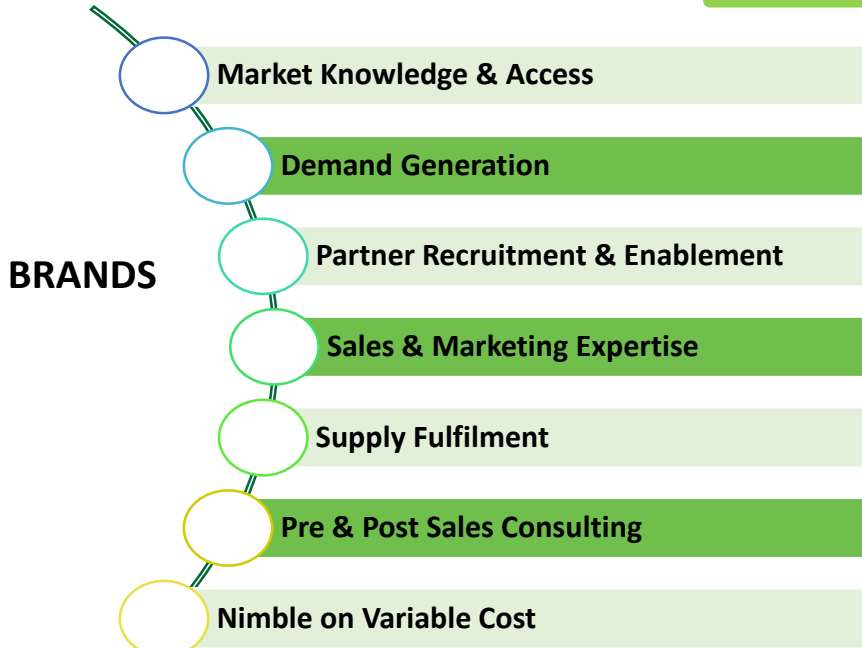 Market Knowledge & Access
Demand Generation
Partner Recruitment & Enablement
BRANDS
Sales & Marketing Expertise
Supply Fulfilment
Pre & Post Sales Consulting
Nimble on Variable Cost